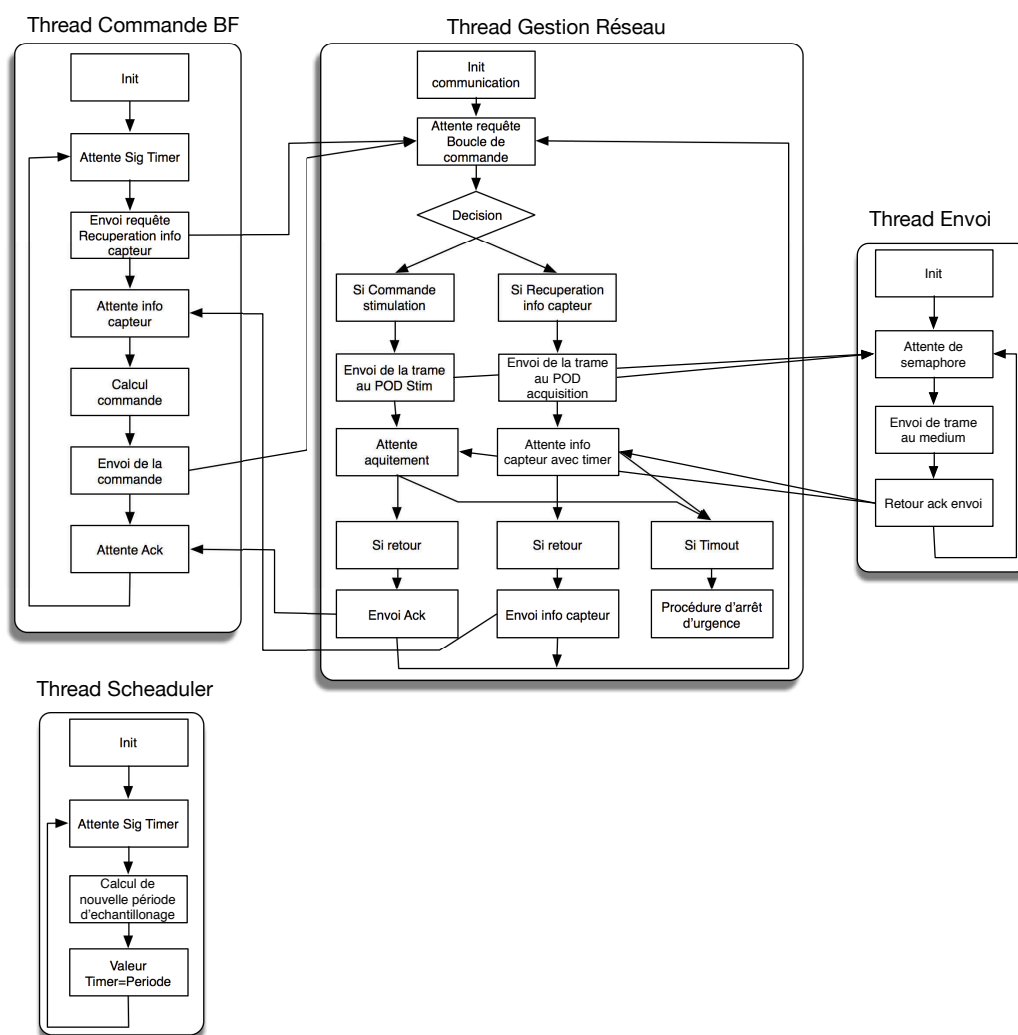 Thread Commande BF
Init
Attente Sig Timer
Envoi requête
Recuperation info
capteur
Attente info
capteur
Calcul
commande
Envoi de la
commande
Attente Ack
Thread Gestion Réseau
Init
communication
Attente requête
Boucle de
commande
Decision
Si Commande
stimulation
Si Recuperation
info capteur
Envoi de la trame
au POD Stim
Envoi de la trame
au POD
acquisition
Attente
aquitement
Attente info
capteur avec timer
Si retour
Si retour
Si Timout
Envoi Ack
Envoi info capteur
Procédure d'arrêt
d'urgence
Thread Envoi
Init
Attente de
semaphore
Envoi de trame
au medium
Retour ack envoi
Thread Scheaduler
Init
Attente Sig Timer
Calcul de
nouvelle période
d'echantillonage
Valeur
Timer=Periode